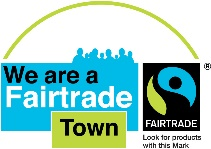 We are a
Fairtrade
Town
®
FAIRTRADE
Look for products
with this Mark